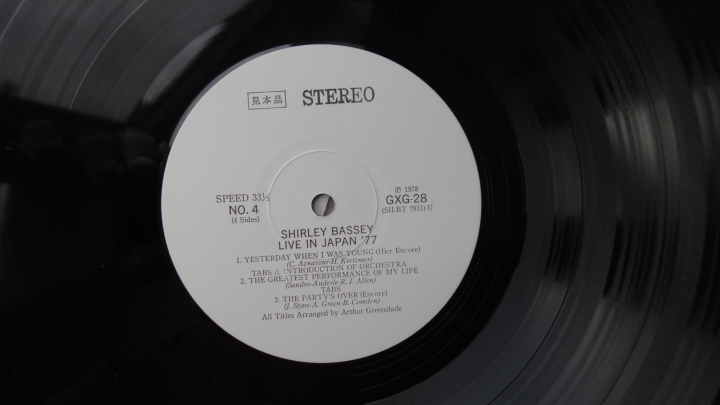 見本品 STEREO
SPEED 33⅓
NO. 4
(4 Sides)
Ⓟ 1978
GXG-28
(SILBT 7911) U
SHIRLEY BASSEY
LIVE IN JAPAN '77
1. YESTERDAY WHEN I WAS YOUNG (Hier Encore)
(C. Aznavour-H. Kretzmer)
TABS & INTRODUCTION OF ORCHESTRA
2. THE GREATEST PERFORMANCE OF MY LIFE
(Sandro-Anderle-R. I. Allen)
TABS
3. THE PARTY'S OVER (Encore)
(J. Styne-A. Green-B. Comden)
All Titles Arranged by Arthur Greenslade